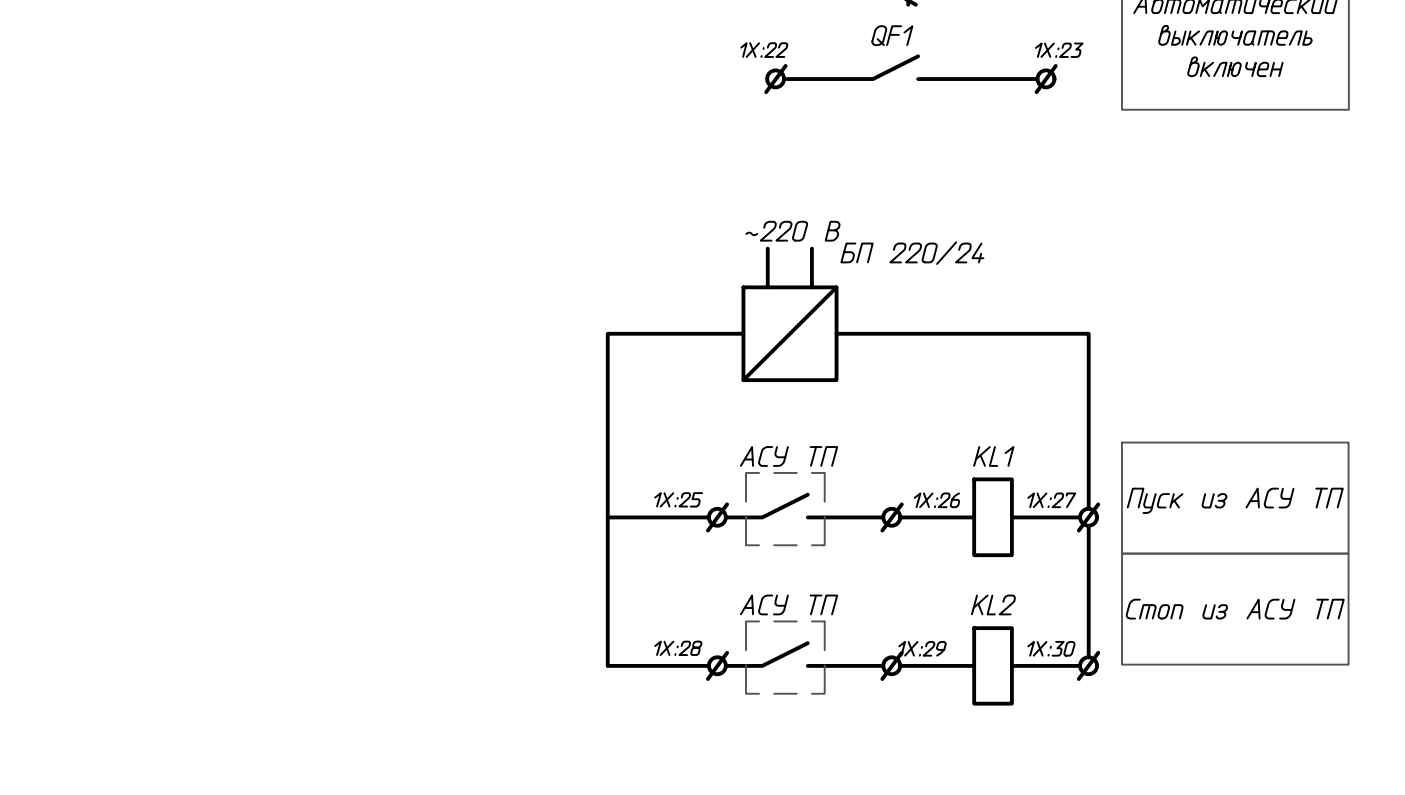 Автоматический
выключатель
включен
QF1
1X:22
1X:23
~220 В
БП 220/24
АСУ ТП
KL1
1X:25
1X:26
1X:27
Пуск из АСУ ТП
АСУ ТП
KL2
1X:28
1X:29
1X:30
Стоп из АСУ ТП